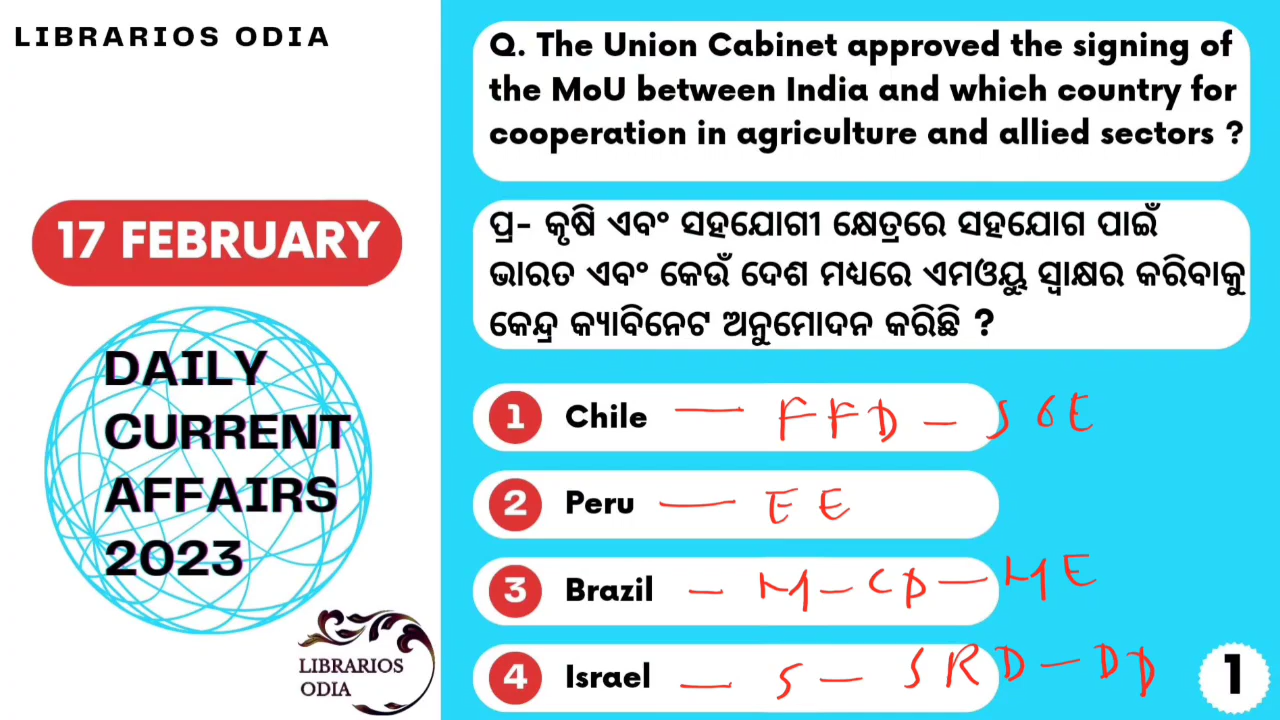 LIBRARIOS ODIA
17 FEBRUARY
DAILY
CURRENT
AFFAIRS
2023
LIBRARIOS
ODIA
Q. The Union Cabinet approved the signing of
the MoU between India and which country for
cooperation in agriculture and allied sectors ?
ପ୍ର- କୃଷି ଏବଂ ସହଯୋଗୀ କ୍ଷେତ୍ରରେ ସହଯୋଗ ପାଇଁ
ଭାରତ ଏବଂ କେଉଁ ଦେଶ ମଧ୍ୟରେ ଏମଓୟୁ ସ୍ୱାକ୍ଷର କରିବାକୁ
କେନ୍ଦ୍ର କ୍ୟାବିନେଟ ଅନୁମୋଦନ କରିଛି ?
1 Chile — FFD – SOE
2 Peru — EE
3 Brazil – M – CD – ME
4 Israel – S – SRD – DD
1